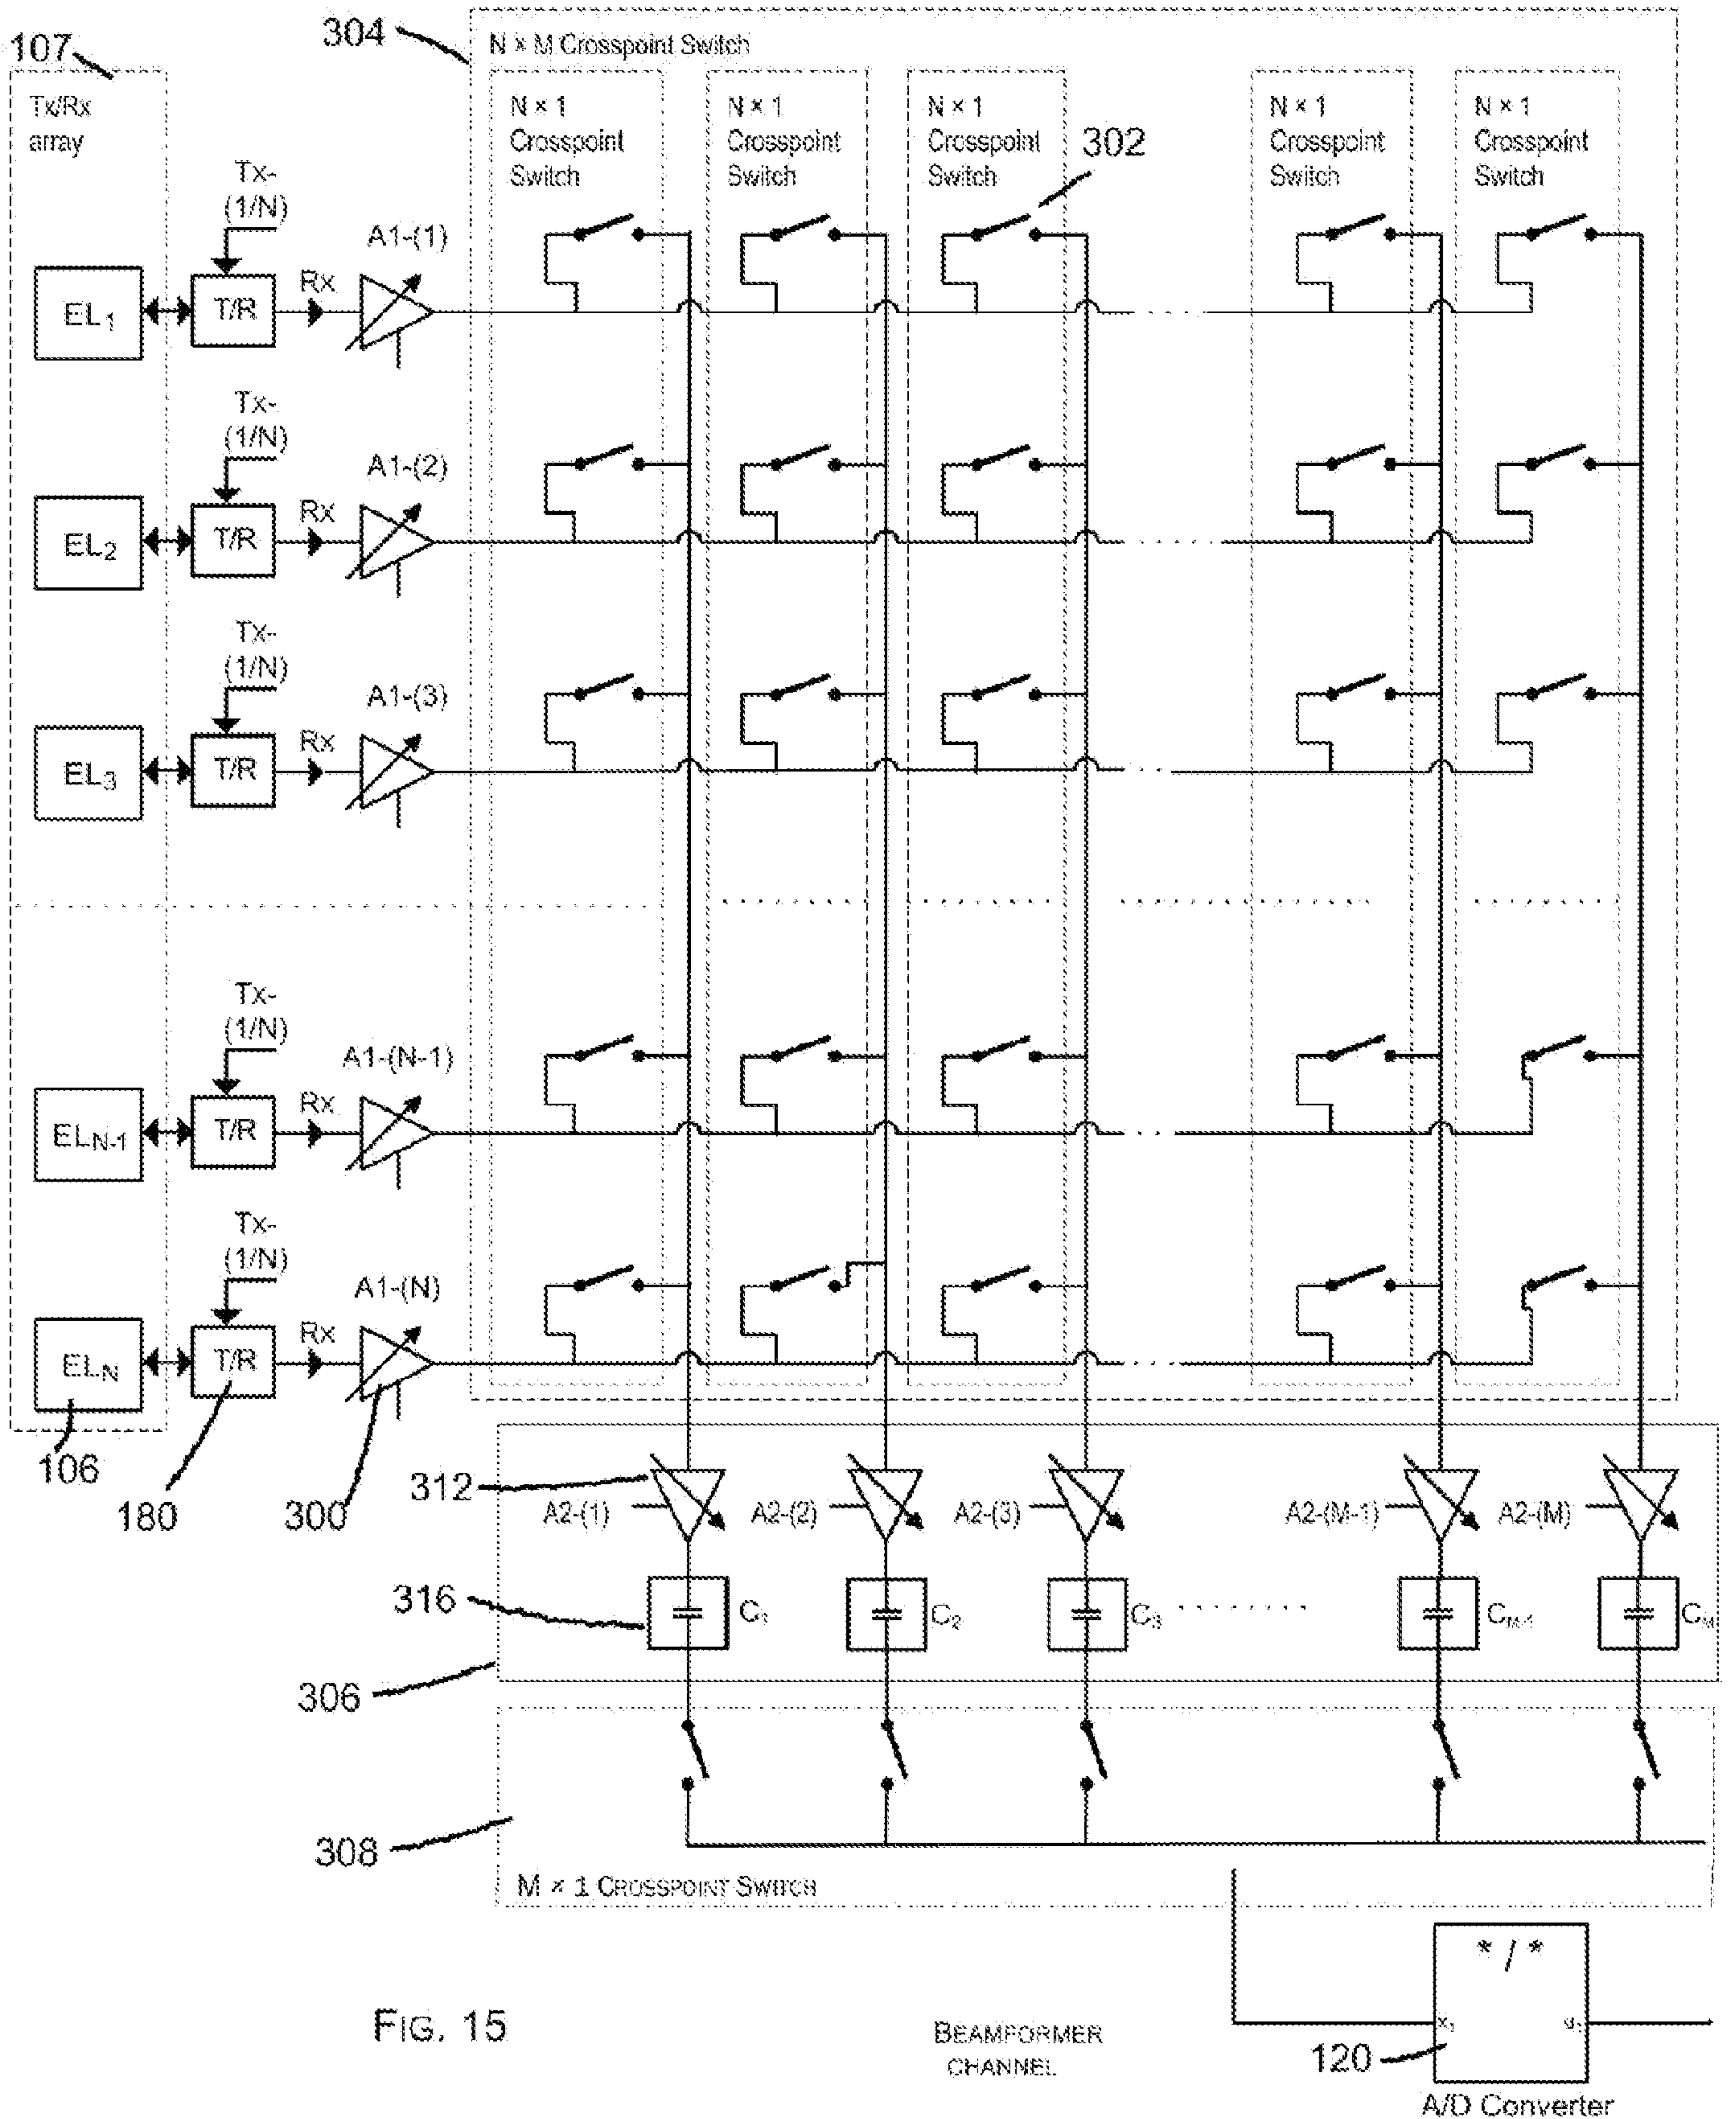 304
N × M Crosspoint Switch
107
Tx/Rx
array
N × 1
Crosspoint
Switch
N × 1
Crosspoint
Switch
N × 1
Crosspoint
Switch
N × 1
Crosspoint
Switch
N × 1
Crosspoint
Switch
302
Tx-
(1/N)
A1-(1)
EL1
T/R
Rx
Tx-
(1/N)
A1-(2)
EL2
T/R
Rx
Tx-
(1/N)
A1-(3)
EL3
T/R
Rx
Tx-
(1/N)
A1-(N-1)
ELN-1
T/R
Rx
Tx-
(1/N)
A1-(N)
ELN
T/R
Rx
106
180
300
312
A2-(1)
A2-(2)
A2-(3)
A2-(M-1)
A2-(M)
316
C1
C2
C3
CM-1
CM
306
308
M × 1 CROSSPOINT SWITCH
* / *
FIG. 15
BEAMFORMER
CHANNEL
x1
120
A/D Converter